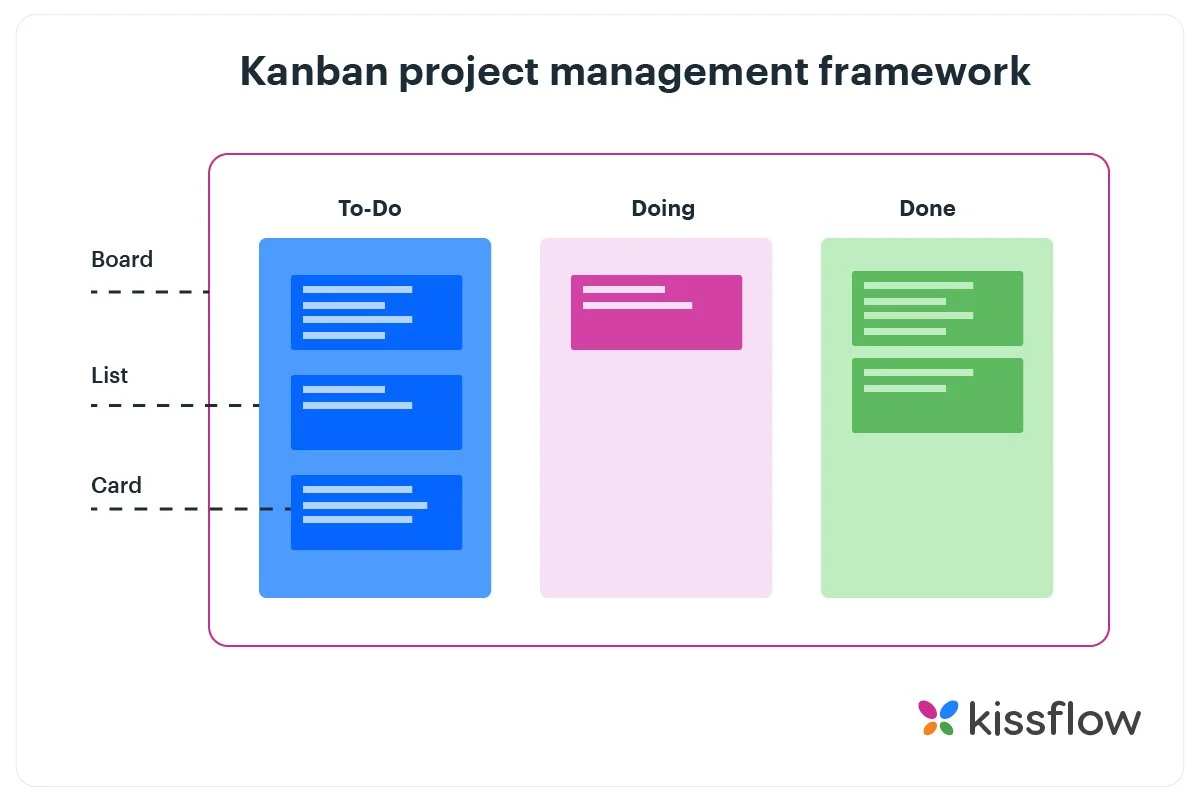 Kanban project management framework
To-Do
Doing
Done
Board
List
Card
kissflow